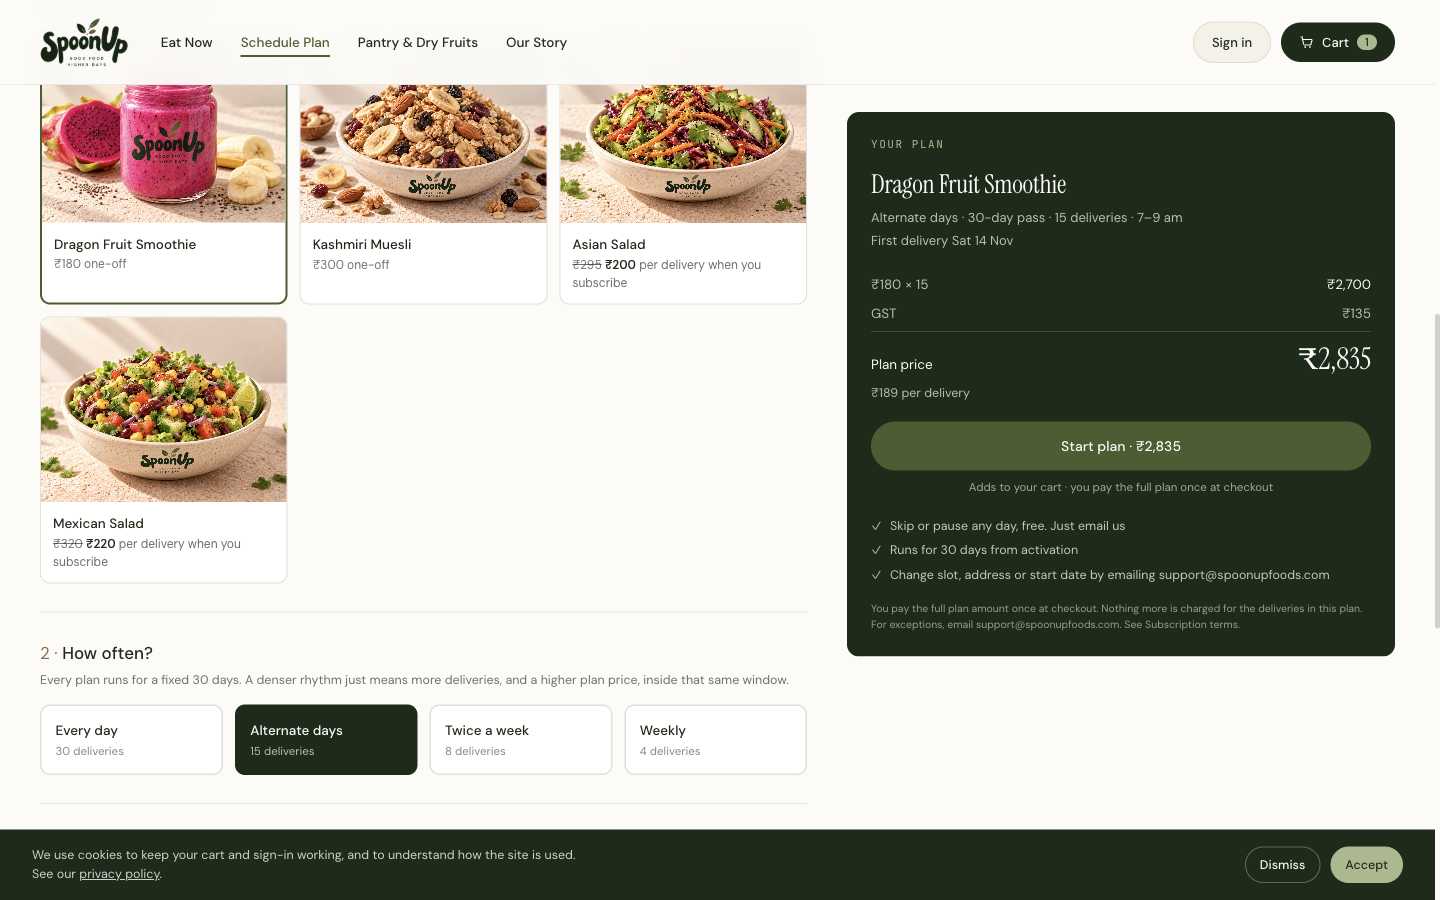 SpoonUp
GOOD FOOD
HIGHER DAYS
Eat Now
Schedule Plan
Pantry & Dry Fruits
Our Story
Sign in
Cart 1
SpoonUp
SpoonUp
SpoonUp
Dragon Fruit Smoothie
₹180 one-off
Kashmiri Muesli
₹300 one-off
Asian Salad
₹295 ₹200 per delivery when you
subscribe
SpoonUp
Mexican Salad
₹320 ₹220 per delivery when you
subscribe
2 · How often?
Every plan runs for a fixed 30 days. A denser rhythm just means more deliveries, and a higher plan price, inside that same window.
Every day
30 deliveries
Alternate days
15 deliveries
Twice a week
8 deliveries
Weekly
4 deliveries
YOUR PLAN
Dragon Fruit Smoothie
Alternate days · 30-day pass · 15 deliveries · 7–9 am
First delivery Sat 14 Nov
₹180 × 15 ₹2,700
GST ₹135
Plan price ₹2,835
₹189 per delivery
Start plan · ₹2,835
Adds to your cart · you pay the full plan once at checkout
Skip or pause any day, free. Just email us
Runs for 30 days from activation
Change slot, address or start date by emailing support@spoonupfoods.com
You pay the full plan amount once at checkout. Nothing more is charged for the deliveries in this plan.
For exceptions, email support@spoonupfoods.com. See Subscription terms.
We use cookies to keep your cart and sign-in working, and to understand how the site is used.
See our privacy policy.
Dismiss
Accept